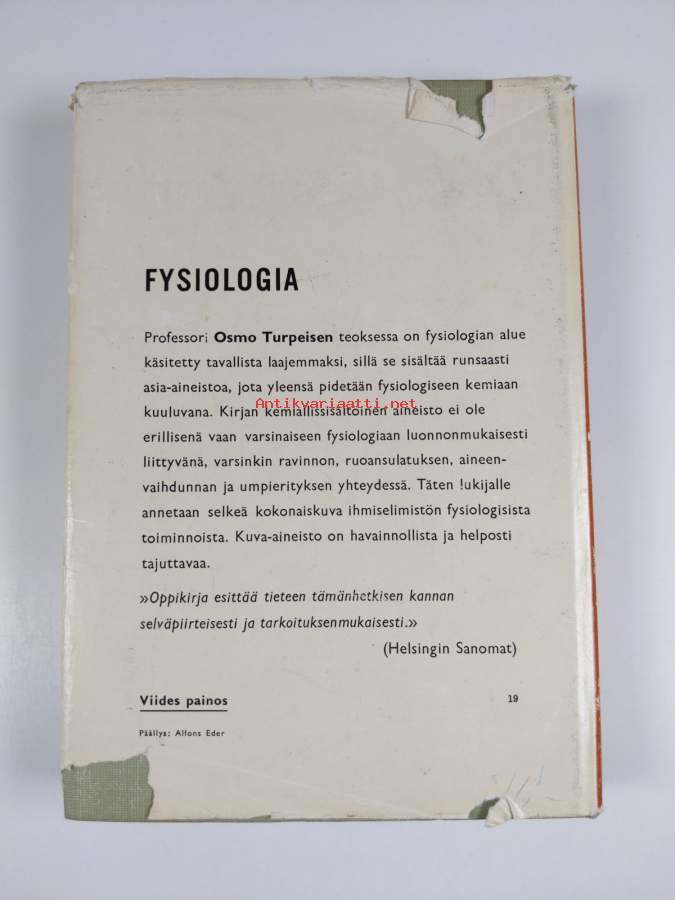 FYSIOLOGIA
Professori Osmo Turpeisen teoksessa on fysiologian alue
käsitetty tavallista laajemmaksi, sillä se sisältää runsaasti
asia-aineistoa, jota yleensä pidetään fysiologiseen kemiaan
kuuluvana. Kirjan kemiallissisältöinen aineisto ei ole
Antikvariaatti.net
erillisenä vaan varsinaiseen fysiologiaan luonnonmukaisesti
liittyvänä, varsinkin ravinnon, ruoansulatuksen, aineen-
vaihdunnan ja umpierityksen yhteydessä. Täten !ukijalle
annetaan selkeä kokonaiskuva ihmiselimistön fysiologisista
toiminnoista. Kuva-aineisto on havainnollista ja helposti
tajuttavaa.
»Oppikirja esittää tieteen tämänhetkisen kannan
selväpiirteisesti ja tarkoituksenmukaisesti.»
(Helsingin Sanomat)
Viides painos 19
Päällys: Alfons Eder